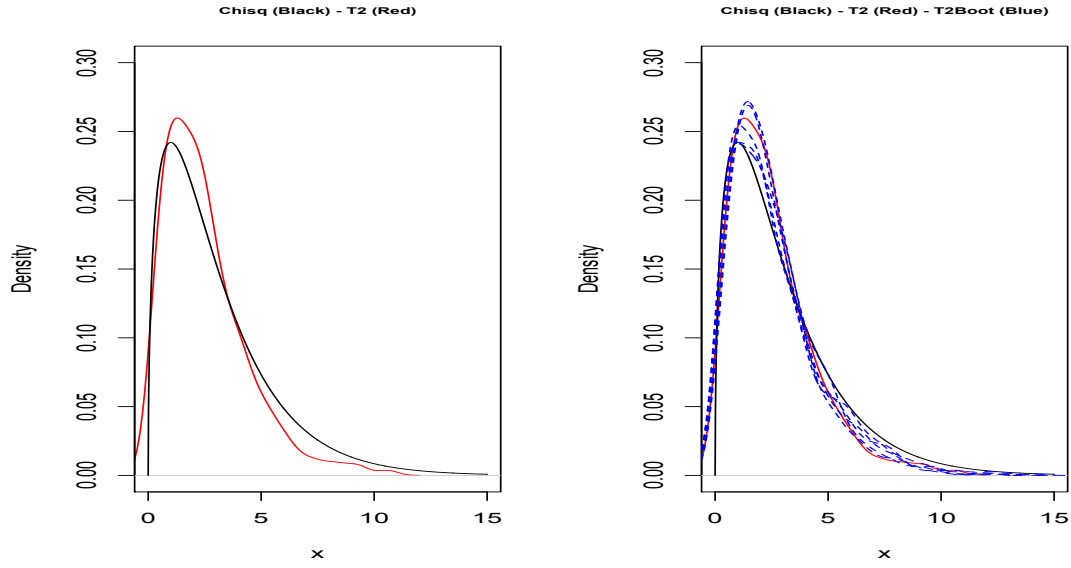 Chisq (Black) - T2 (Red)
Density
0.00 0.05 0.10 0.15 0.20 0.25 0.30
0 5 10 15
x
Chisq (Black) - T2 (Red) - T2Boot (Blue)
Density
0.00 0.05 0.10 0.15 0.20 0.25 0.30
0 5 10 15
x